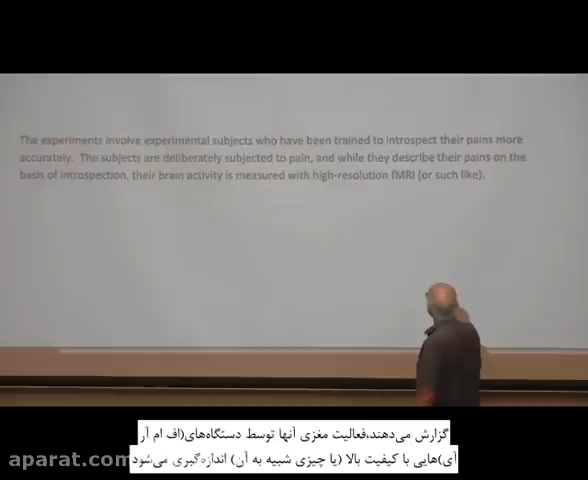 The experiments involve experimental subjects who have been trained to introspect their pains more
accurately. The subjects are deliberately subjected to pain, and while they describe their pains on the
basis of introspection, their brain activity is measured with high-resolution fMRI (or such like).
گزارش می‌دهند،فعالیت مغزی آنها توسط دستگاه‌های(اف ام آر
آی)هایی با کیفیت بالا (یا چیزی شبیه به آن) اندازه‌گیری می‌شود
aparat.com